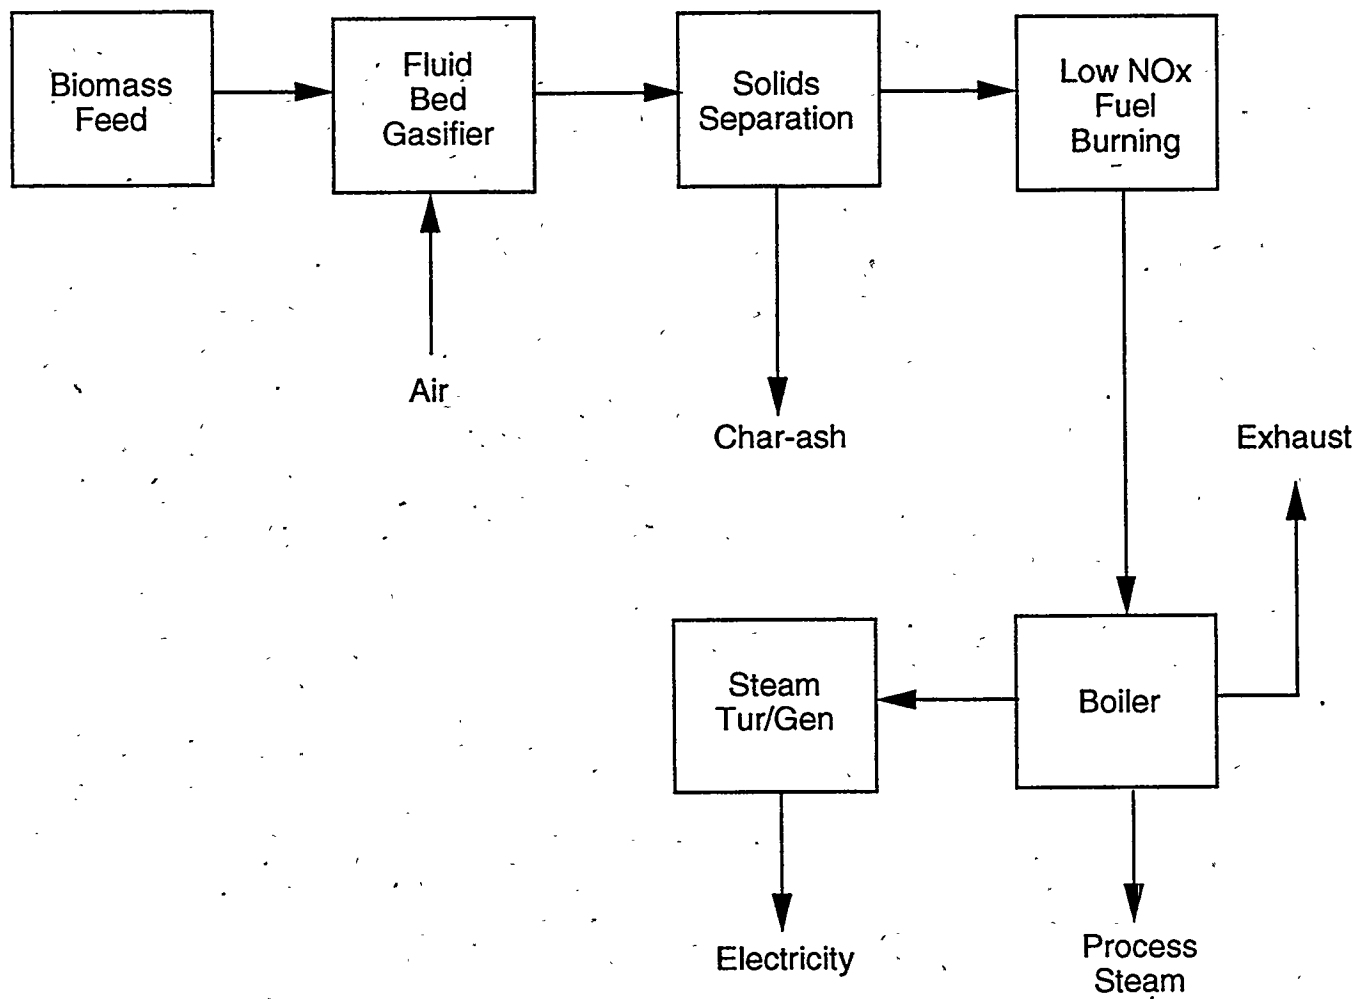 Biomass
Feed
Fluid
Bed
Gasifier
Solids
Separation
Low NOx
Fuel
Burning
Air
Char-ash
Exhaust
Steam
Tur/Gen
Boiler
Electricity
Process
Steam